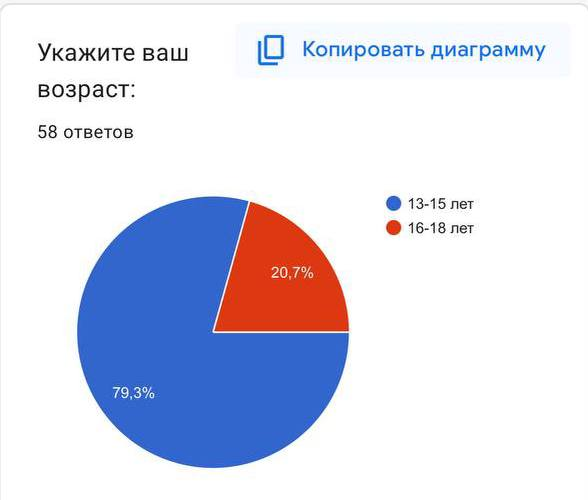 Укажите ваш
возраст:
Копировать диаграмму
58 ответов
13-15 лет
16-18 лет
20,7%
79,3%